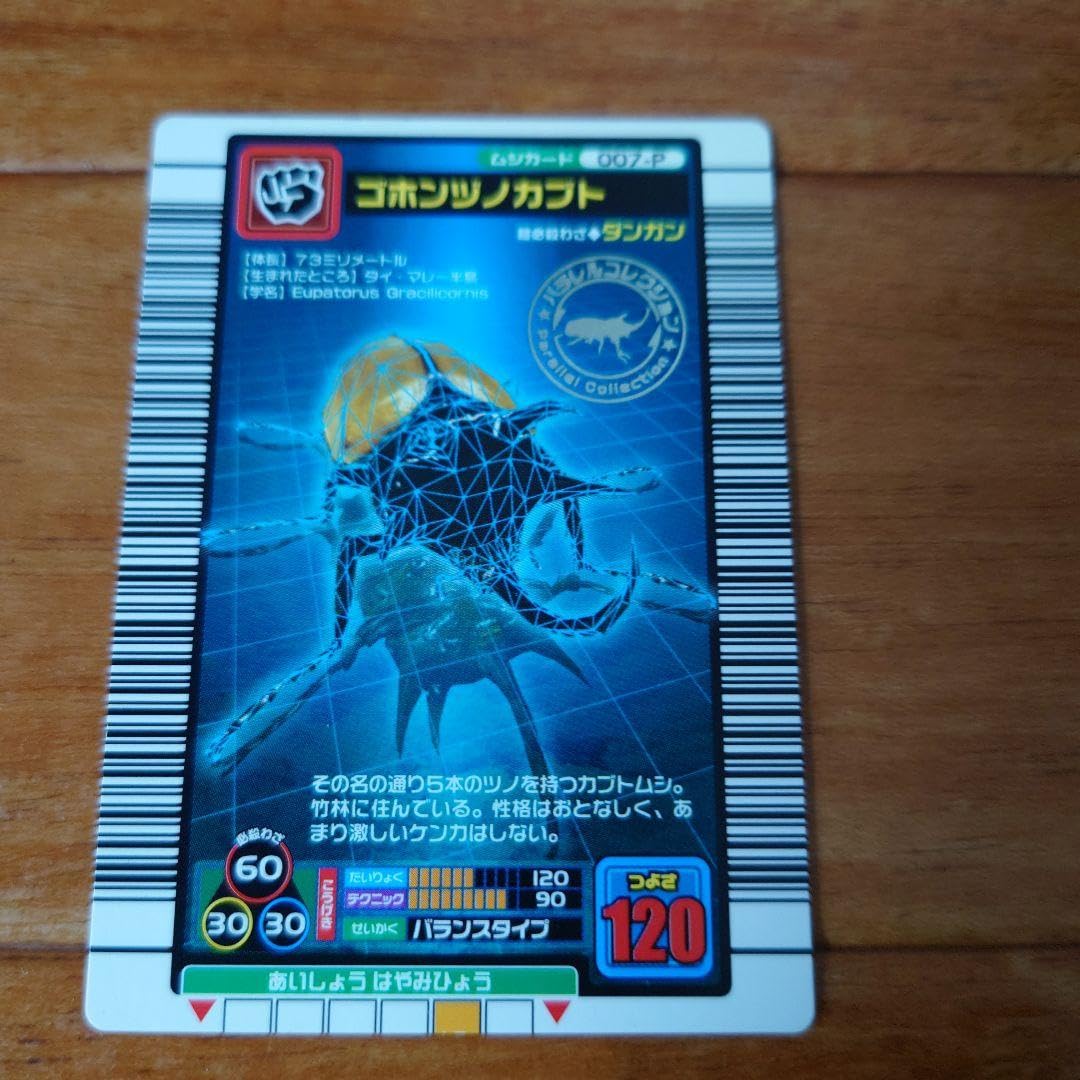 ムシカード 007-P
ゴホンヅノカブト
超必殺わざ◆ダンガン
【体長】73ミリメートル
【生まれたところ】タイ・マレー半島
【学名】Eupatorus Gracilicornis
★パラレルコレクション★
Parallel Collection
その名の通り5本のツノを持つカブトムシ。
竹林に住んでいる。性格はおとなしく、あ
まり激しいケンカはしない。
必殺わざ
60
30 30
こうげき
たいりょく 120
テクニック 90
せいかく バランスタイプ
つよさ
120
あいしょう はやみひょう